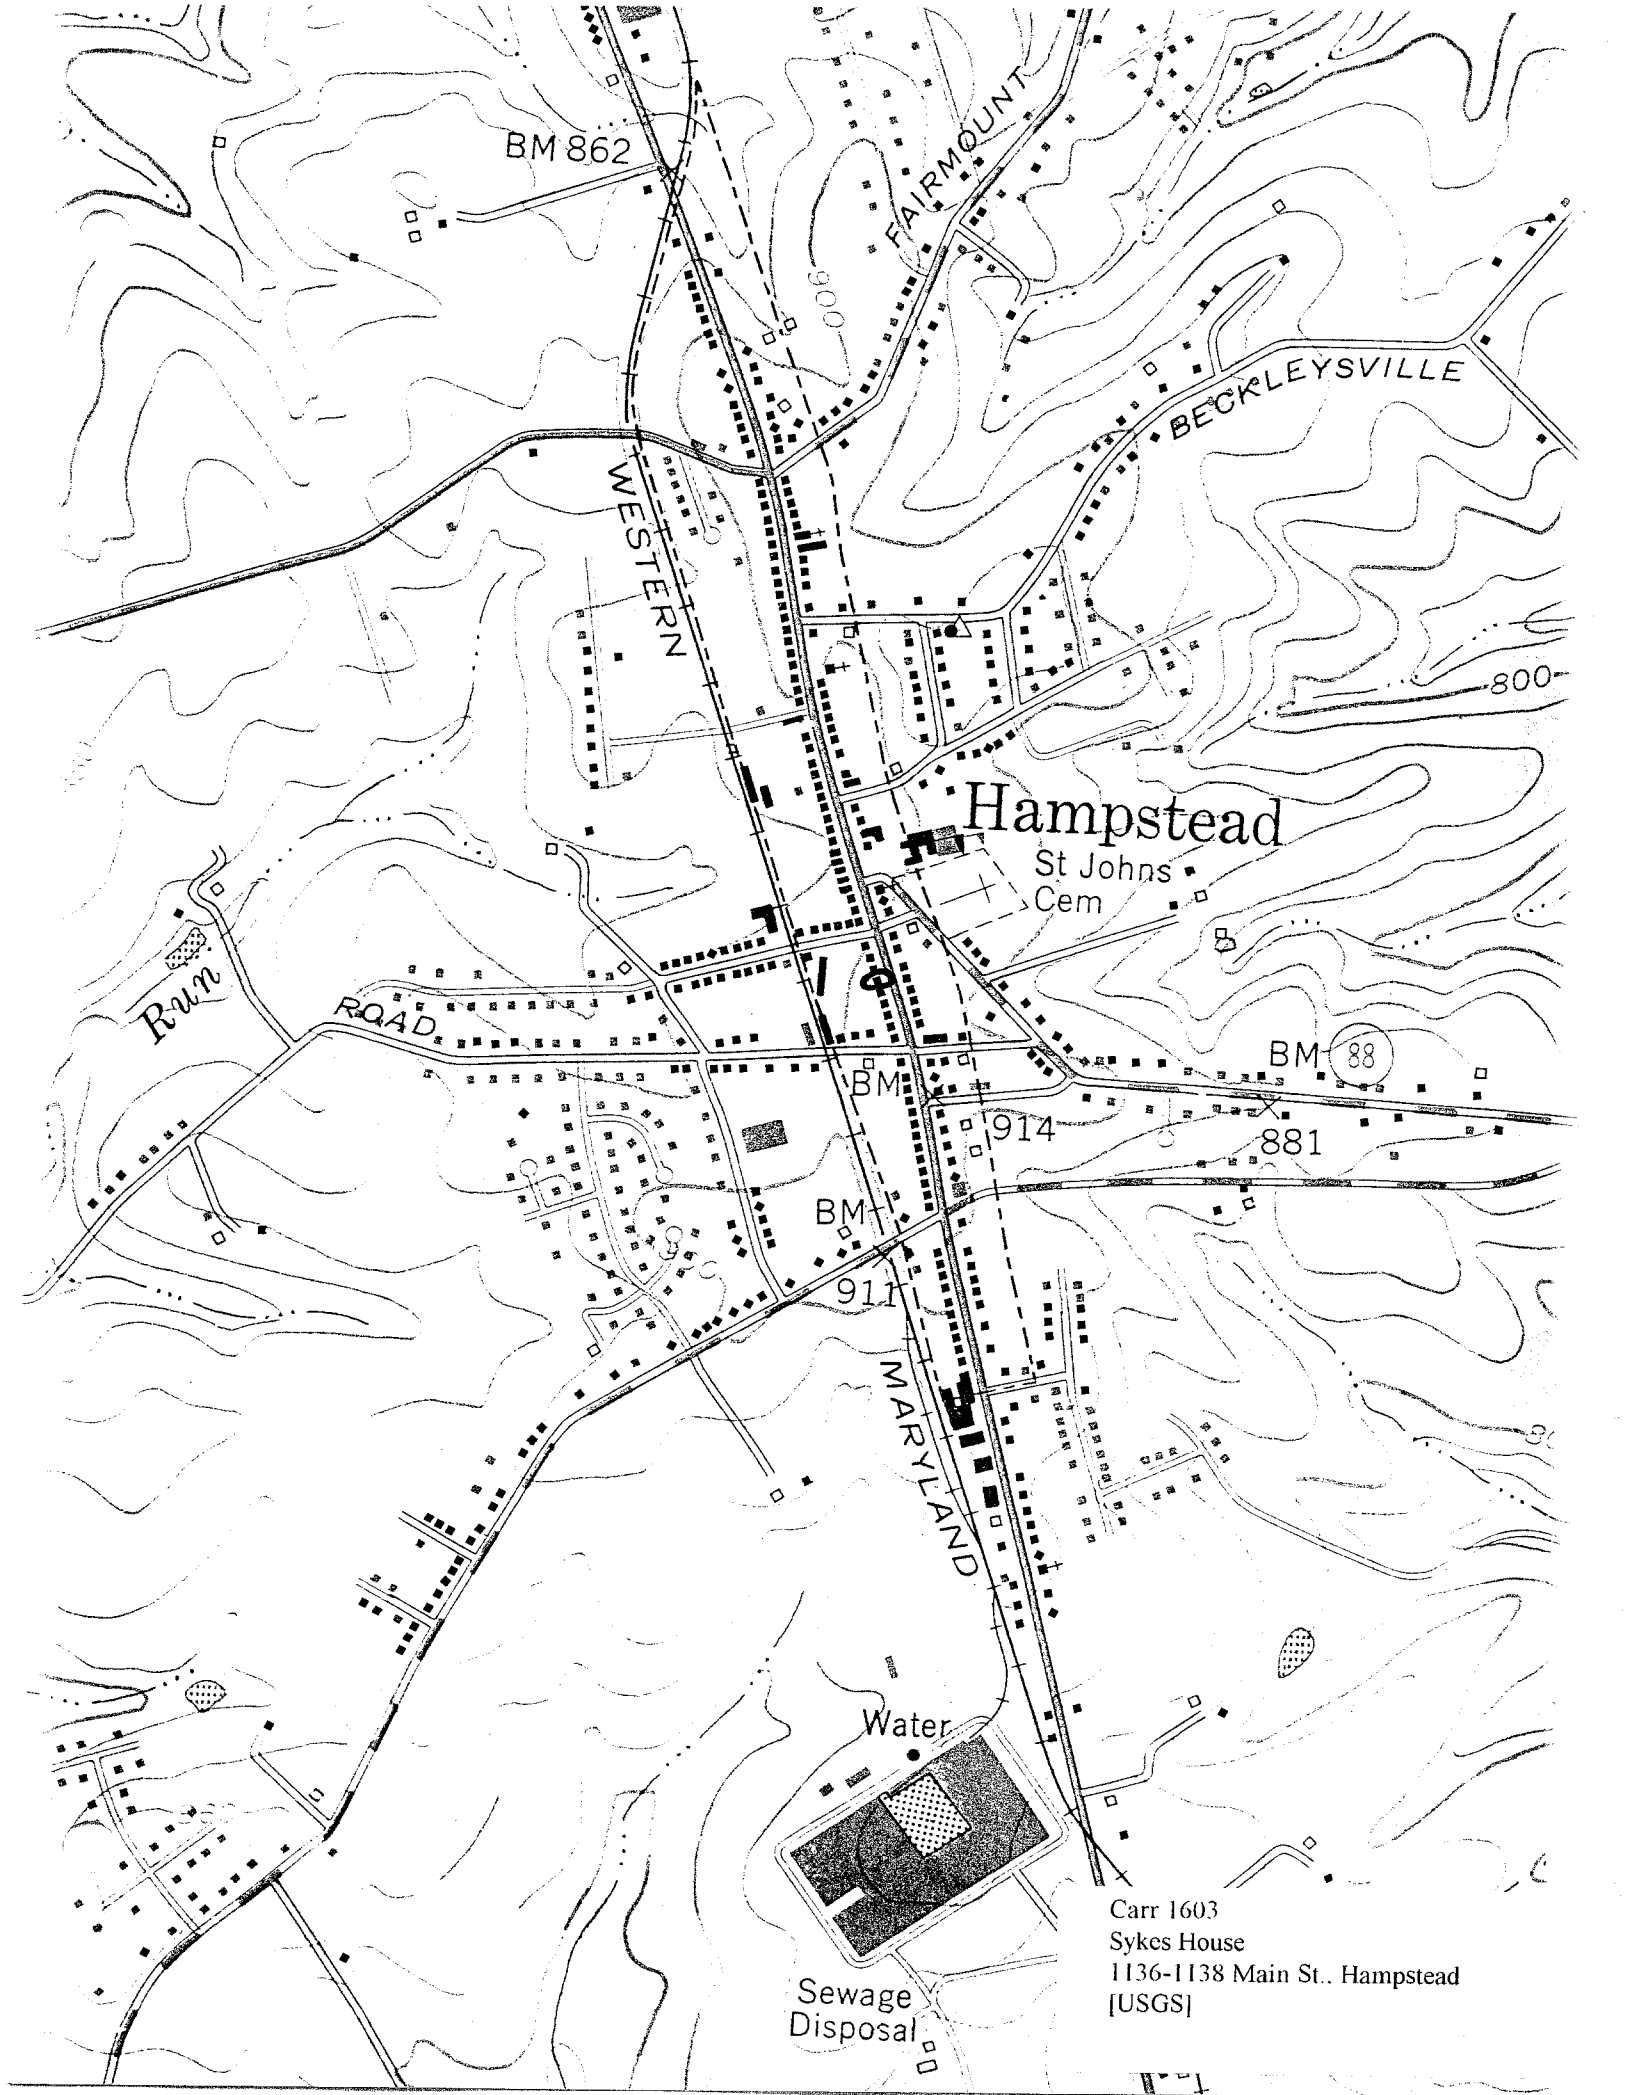 BM 862
FAIRMOUNT
900
BECKLEYSVILLE
WESTERN
800
Hampstead
St Johns
Cem
Run
ROAD
BM 88
BM
914
881
BM
911
MARYLAND
Water
Sewage
Disposal
Carr 1603
Sykes House
1136-1138 Main St., Hampstead
[USGS]